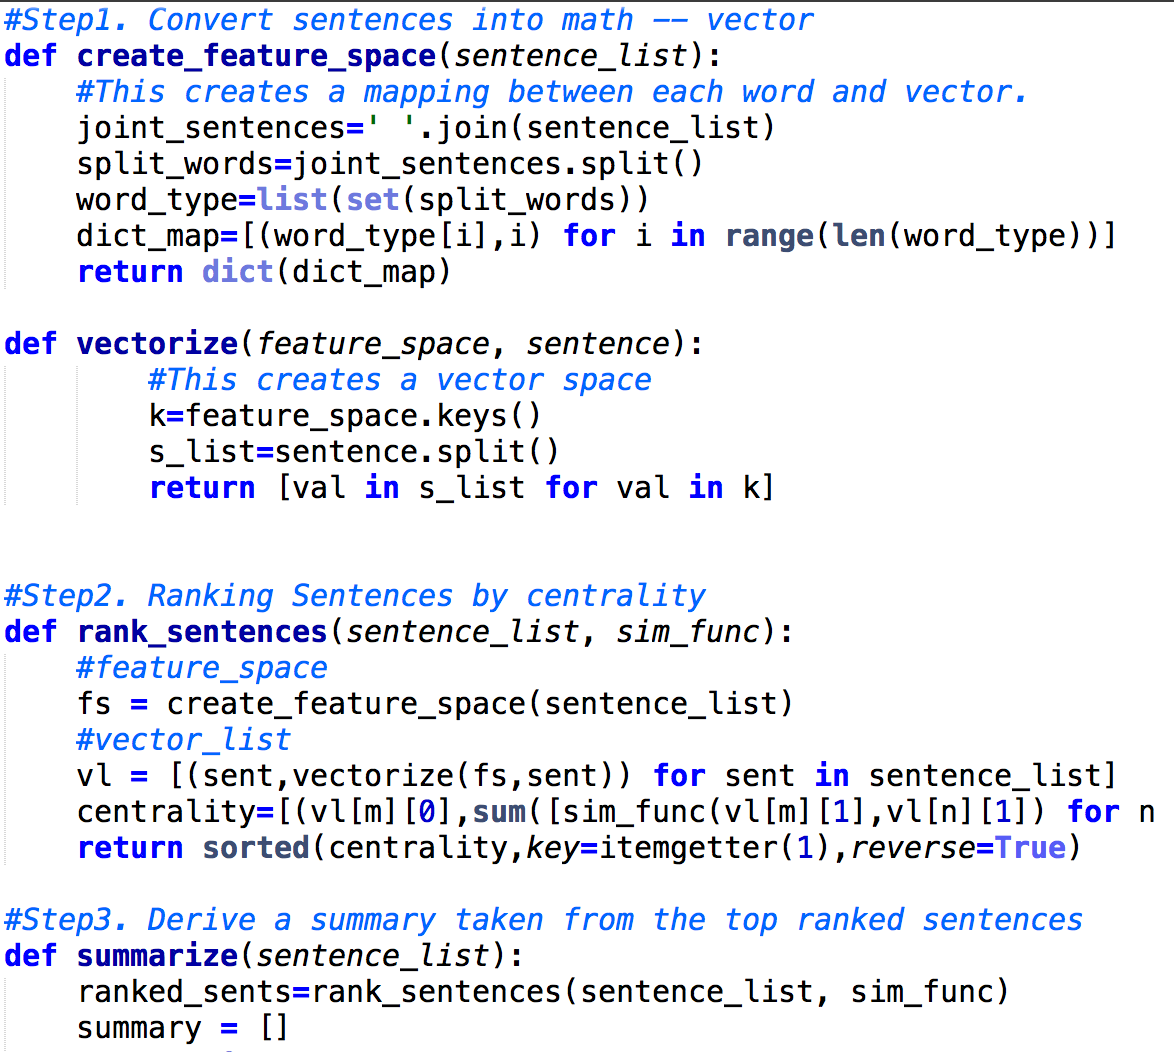 #Step1. Convert sentences into math -- vector
def create_feature_space(sentence_list):
    #This creates a mapping between each word and vector.
    joint_sentences=' '.join(sentence_list)
    split_words=joint_sentences.split()
    word_type=list(set(split_words))
    dict_map=[(word_type[i],i) for i in range(len(word_type))]
    return dict(dict_map)

def vectorize(feature_space, sentence):
        #This creates a vector space
        k=feature_space.keys()
        s_list=sentence.split()
        return [val in s_list for val in k]

#Step2. Ranking Sentences by centrality
def rank_sentences(sentence_list, sim_func):
    #feature_space
    fs = create_feature_space(sentence_list)
    #vector_list
    vl = [(sent,vectorize(fs,sent)) for sent in sentence_list]
    centrality=[(vl[m][0],sum([sim_func(vl[m][1],vl[n][1]) for n
    return sorted(centrality,key=itemgetter(1),reverse=True)

#Step3. Derive a summary taken from the top ranked sentences
def summarize(sentence_list):
    ranked_sents=rank_sentences(sentence_list, sim_func)
    summary = []